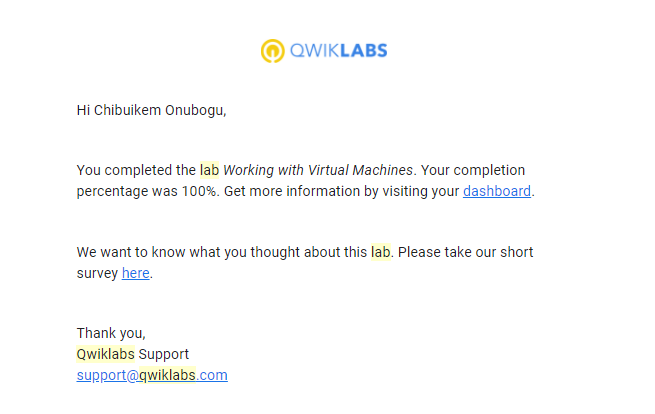 QWIKLABS
Hi Chibuikem Onubogu,
You completed the lab Working with Virtual Machines. Your completion
percentage was 100%. Get more information by visiting your dashboard.
We want to know what you thought about this lab. Please take our short
survey here.
Thank you,
Qwiklabs Support
support@qwiklabs.com